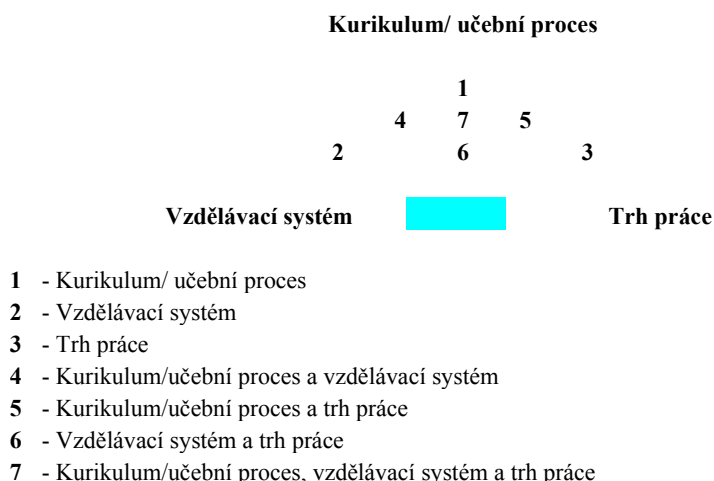 Kurikulum/ učební proces
1
4 7 5
2 6 3
Vzdělávací systém Trh práce
1 - Kurikulum/ učební proces
2 - Vzdělávací systém
3 - Trh práce
4 - Kurikulum/učební proces a vzdělávací systém
5 - Kurikulum/učební proces a trh práce
6 - Vzdělávací systém a trh práce
7 - Kurikulum/učební proces, vzdělávací systém a trh práce